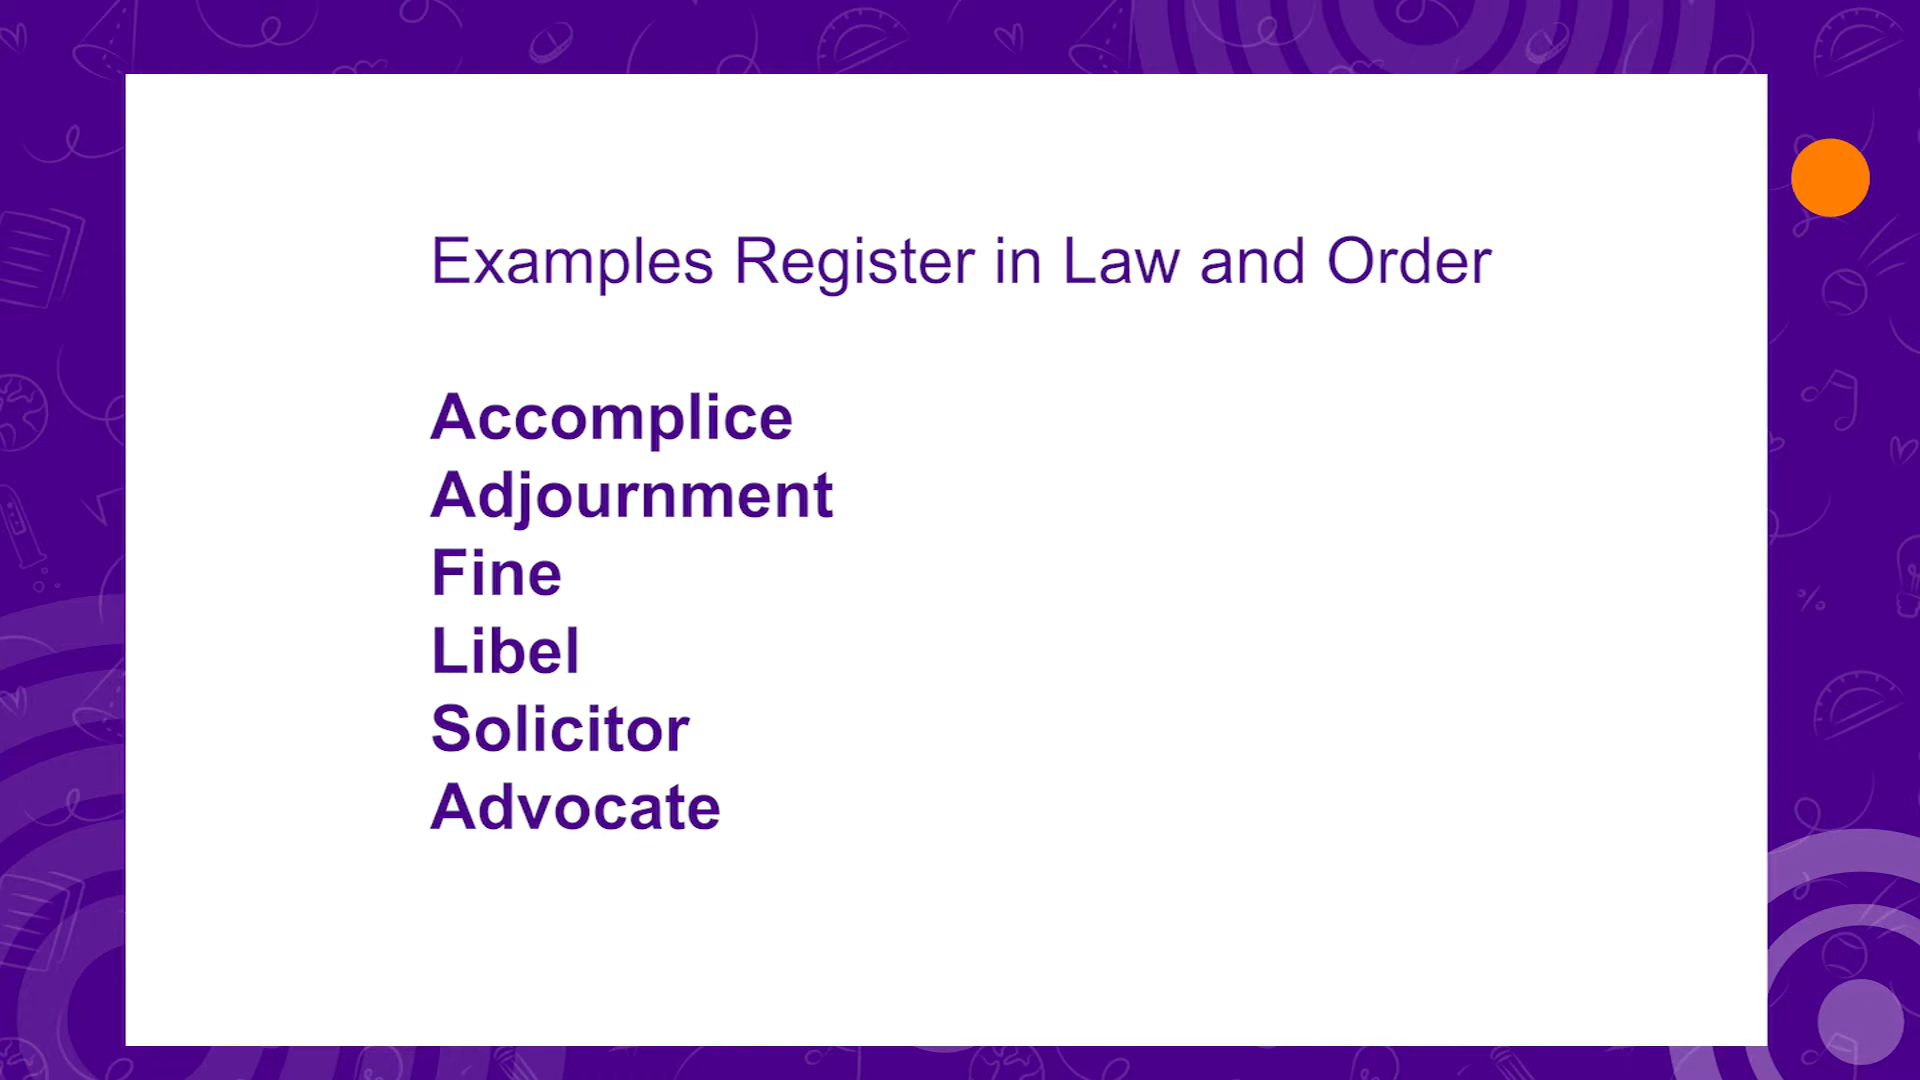 Examples Register in Law and Order
Accomplice
Adjournment
Fine
Libel
Solicitor
Advocate